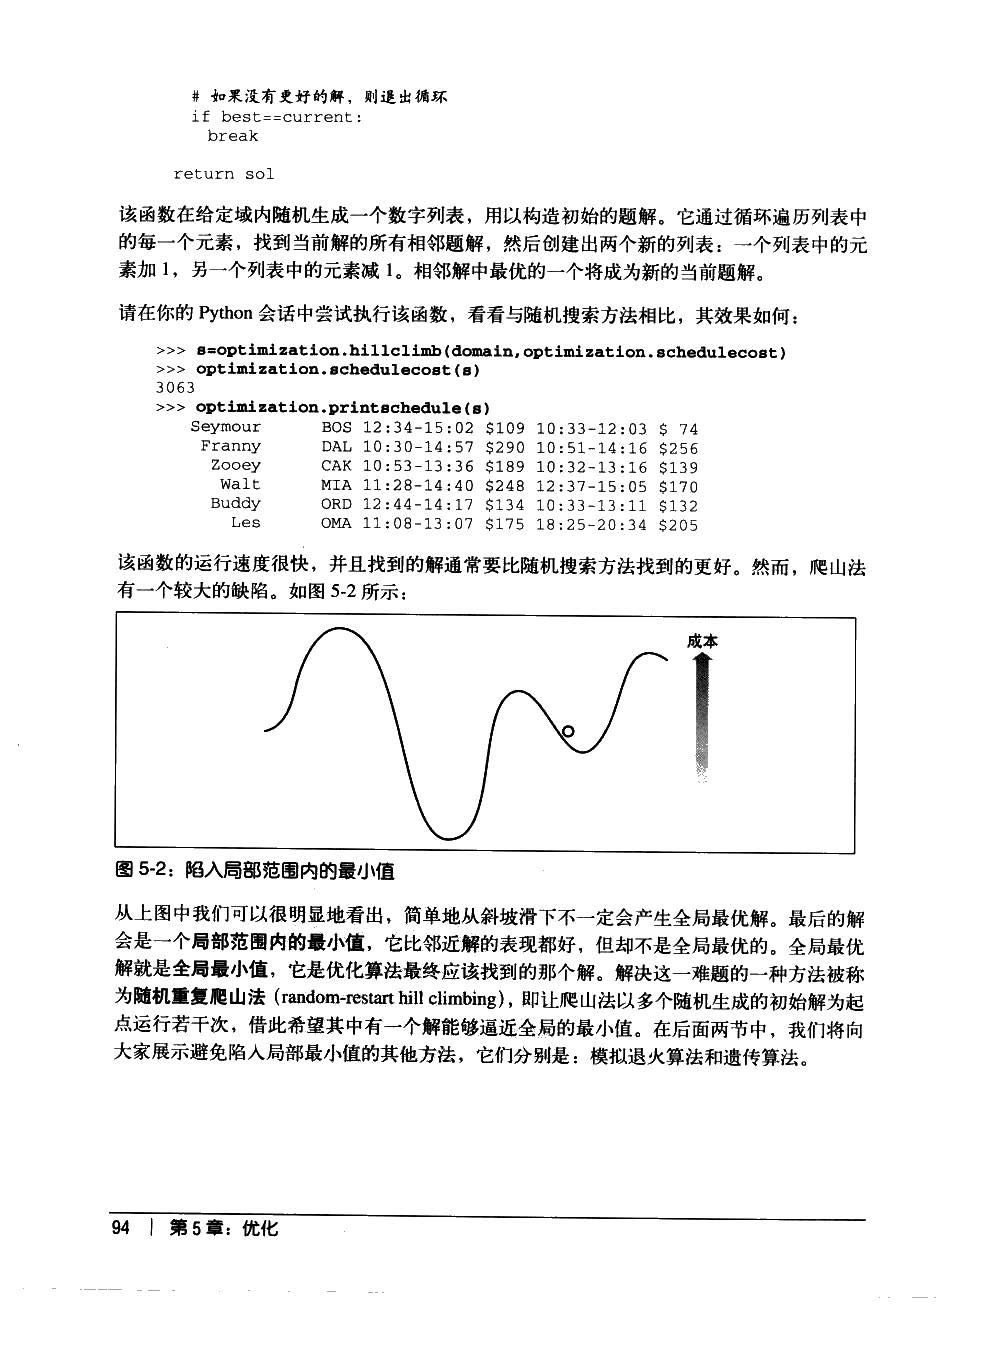 # 如果没有更好的解，则退出循环
if best==current:
break
return sol
该函数在给定域内随机生成一个数字列表，用以构造初始的题解。它通过循环遍历列表中
的每一个元素，找到当前解的所有相邻题解，然后创建出两个新的列表：一个列表中的元
素加 1，另一个列表中的元素减 1。相邻解中最优的一个将成为新的当前题解。
请在你的 Python 会话中尝试执行该函数，看看与随机搜索方法相比，其效果如何：
>>> s=optimization.hillclimb(domain,optimization.schedulecost)
>>> optimization.schedulecost(s)
3063
>>> optimization.printschedule(s)
Seymour BOS 12:34-15:02 $109 10:33-12:03 $ 74
Franny DAL 10:30-14:57 $290 10:51-14:16 $256
Zooey CAK 10:53-13:36 $189 10:32-13:16 $139
Walt MIA 11:28-14:40 $248 12:37-15:05 $170
Buddy ORD 12:44-14:17 $134 10:33-13:11 $132
Les OMA 11:08-13:07 $175 18:25-20:34 $205
该函数的运行速度很快，并且找到的解通常要比随机搜索方法找到的更好。然而，爬山法
有一个较大的缺陷。如图 5-2 所示：
成本
图 5-2：陷入局部范围内的最小值
从上图中我们可以很明显地看出，简单地从斜坡滑下不一定会产生全局最优解。最后的解
会是一个局部范围内的最小值，它比邻近解的表现都好，但却不是全局最优的。全局最优
解就是全局最小值，它是优化算法最终应该找到的那个解。解决这一难题的一种方法被称
为随机重复爬山法（random-restart hill climbing），即让爬山法以多个随机生成的初始解为起
点运行若干次，借此希望其中有一个解能够逼近全局的最小值。在后面两节中，我们将向
大家展示避免陷入局部最小值的其他方法，它们分别是：模拟退火算法和遗传算法。
94 | 第 5 章：优化